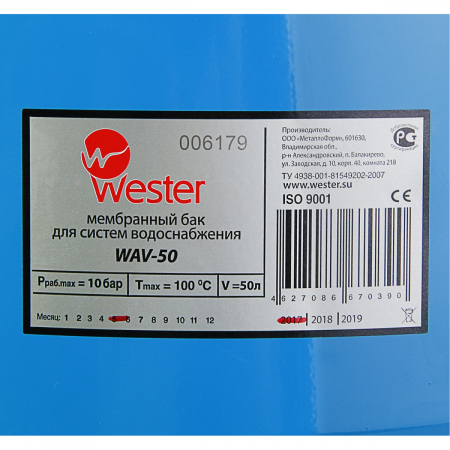 006179
Wester
мембранный бак
для систем водоснабжения
WAV-50
Pраб.max = 10 бар
Tmax = 100 ºC
V = 50л
Месяц: 1 2 3 4 5 6 7 8 9 10 11 12
Производитель:
ООО «МеталлоФорм», 601630,
Владимирская обл.,
р-н Александровский, п. Балакирево,
ул. Заводская, д. 10, корп. 40, комната 218
ТУ 4938-001-81549202-2007
www.wester.su
ISO 9001
CE
4 627086 670390
2017 | 2018 | 2019